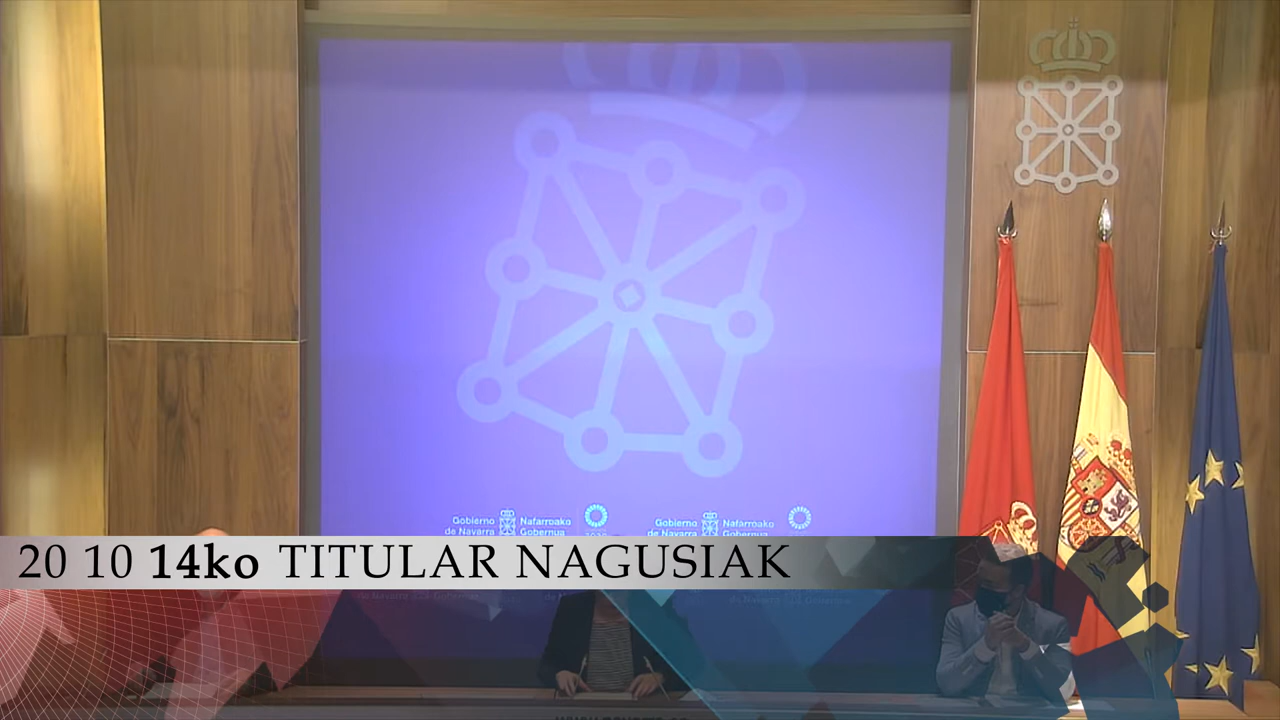 Gobierno
de Navarra
Nafarroako
Gobernua
Gobierno
de Navarra
Nafarroako
Gobernua
20 10 14ko TITULAR NAGUSIAK